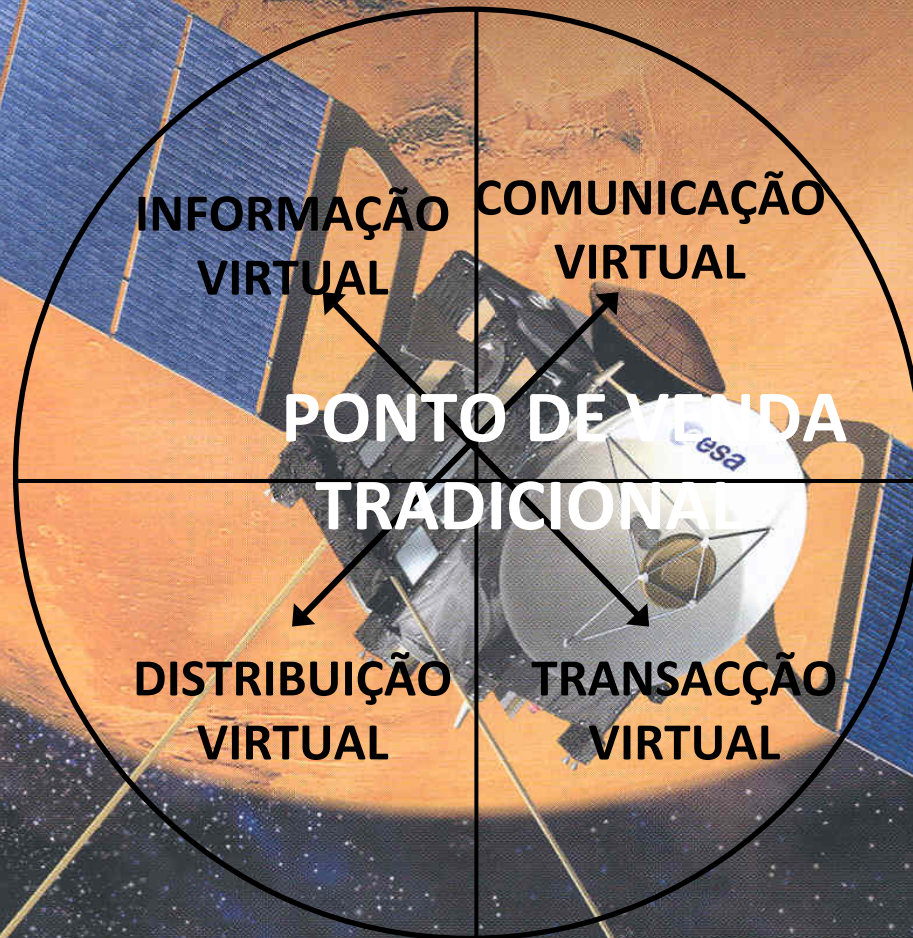 INFORMAÇÃO
VIRTUAL
COMUNICAÇÃO
VIRTUAL
PONTO DE VENDA
esa
TRADICIONAL
DISTRIBUIÇÃO
VIRTUAL
TRANSACÇÃO
VIRTUAL